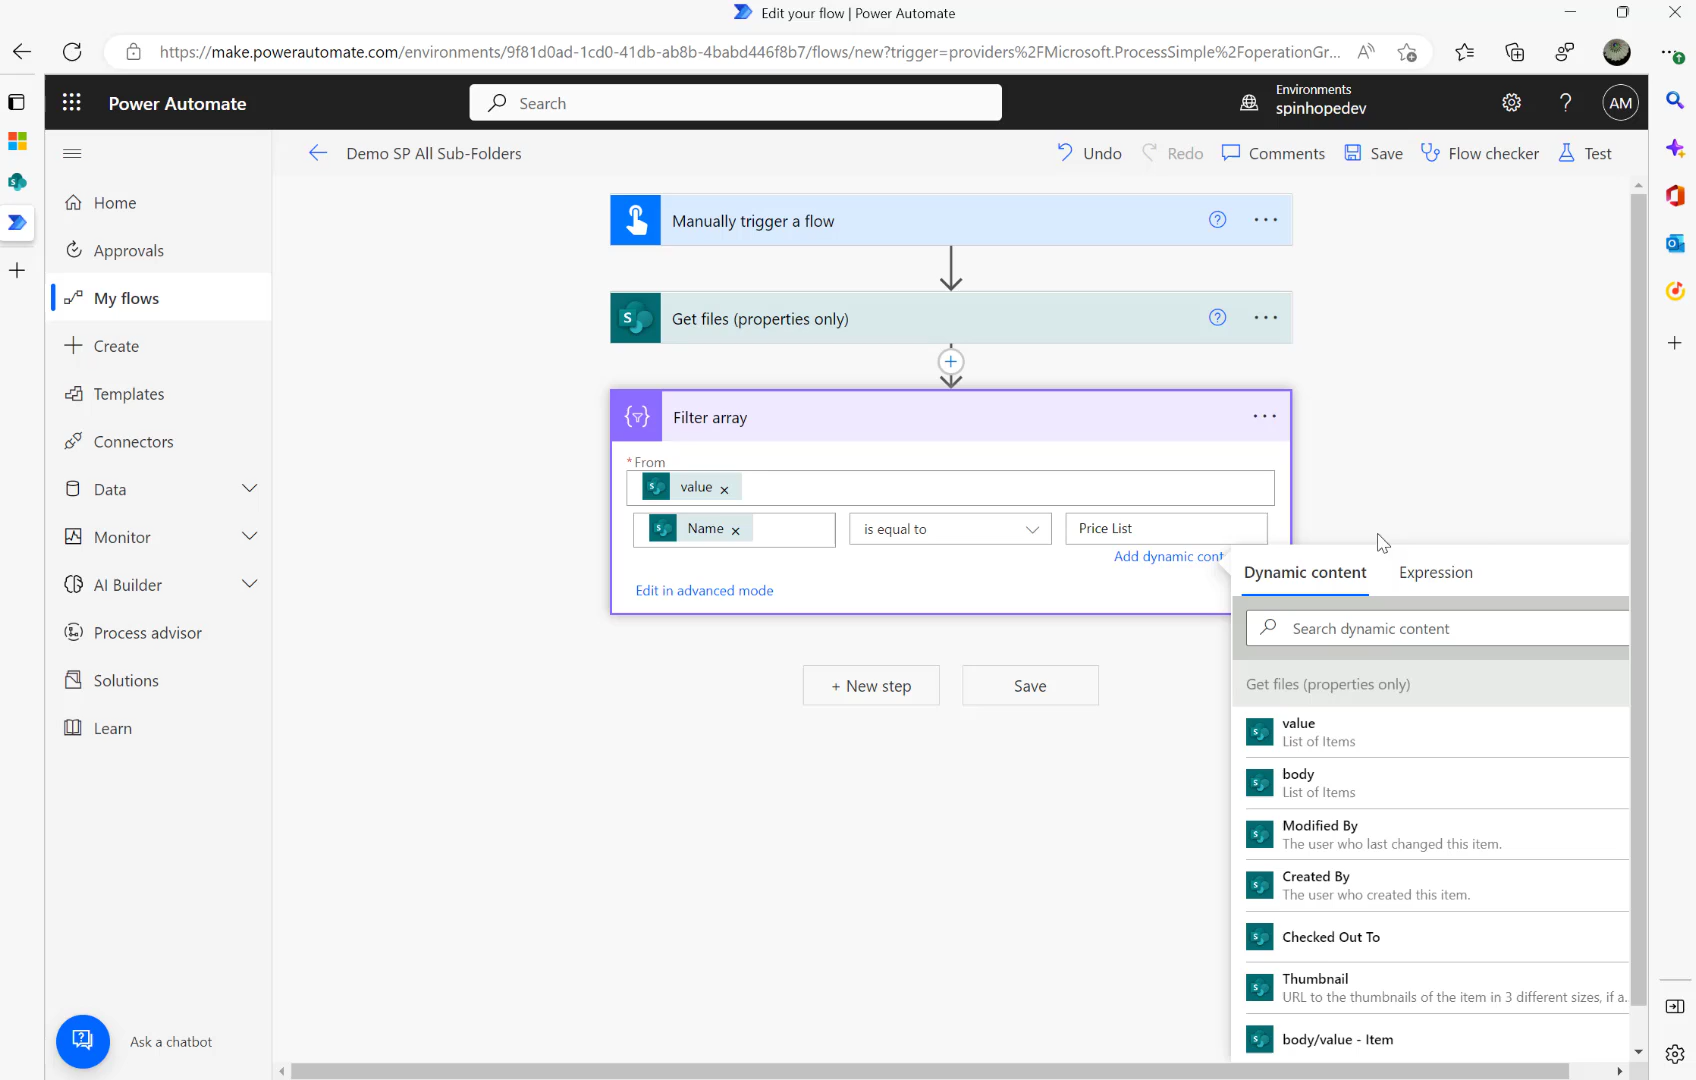 Edit your flow | Power Automate
https://make.powerautomate.com/environments/9f81d0ad-1cd0-41db-ab8b-4babd446f8b7/flows/new?trigger=providers%2FMicrosoft.ProcessSimple%2FoperationGr...
Power Automate
Search
Environments
spinhopedev
AM
Demo SP All Sub-Folders
Undo
Redo
Comments
Save
Flow checker
Test
Home
Approvals
My flows
Create
Templates
Connectors
Data
Monitor
AI Builder
Process advisor
Solutions
Learn
Ask a chatbot
Manually trigger a flow
Get files (properties only)
Filter array
* From
value
Name
is equal to
Price List
Add dynamic cont
Edit in advanced mode
+ New step
Save
Dynamic content
Expression
Search dynamic content
Get files (properties only)
value
List of Items
body
List of Items
Modified By
The user who last changed this item.
Created By
The user who created this item.
Checked Out To
Thumbnail
URL to the thumbnails of the item in 3 different sizes, if a.
body/value - Item